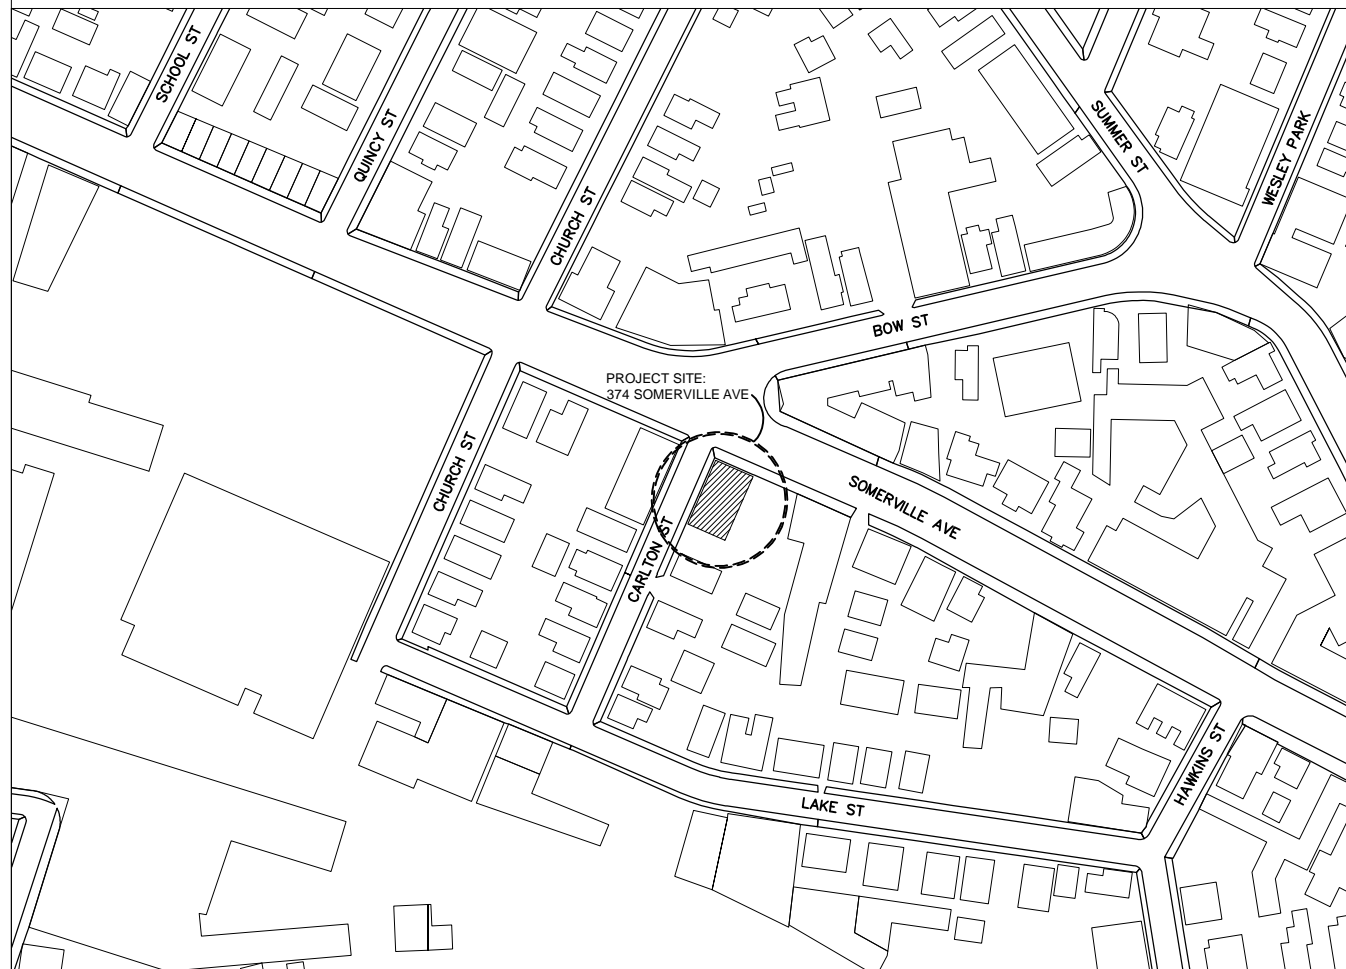 SCHOOL ST
QUINCY ST
SUMMER ST
WESLEY PARK
CHURCH ST
BOW ST
PROJECT SITE:
374 SOMERVILLE AVE
CHURCH ST
SOMERVILLE AVE
CARLTON ST
HAWKINS ST
LAKE ST